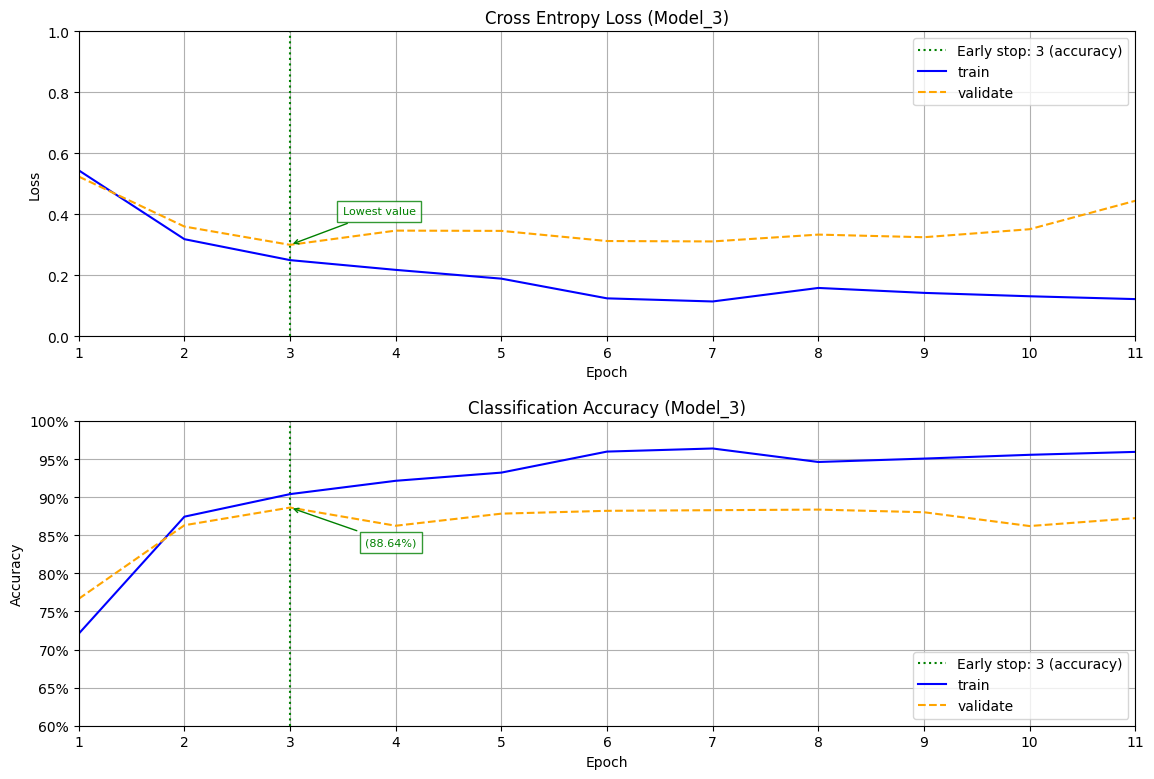 Cross Entropy Loss (Model_3)
1.0
0.8
0.6
0.4
0.2
0.0
Loss
Early stop: 3 (accuracy)
train
validate
Lowest value
1 2 3 4 5 6 7 8 9 10 11
Epoch
Classification Accuracy (Model_3)
100%
95%
90%
85%
80%
75%
70%
65%
60%
Accuracy
(88.64%)
Early stop: 3 (accuracy)
train
validate
1 2 3 4 5 6 7 8 9 10 11
Epoch